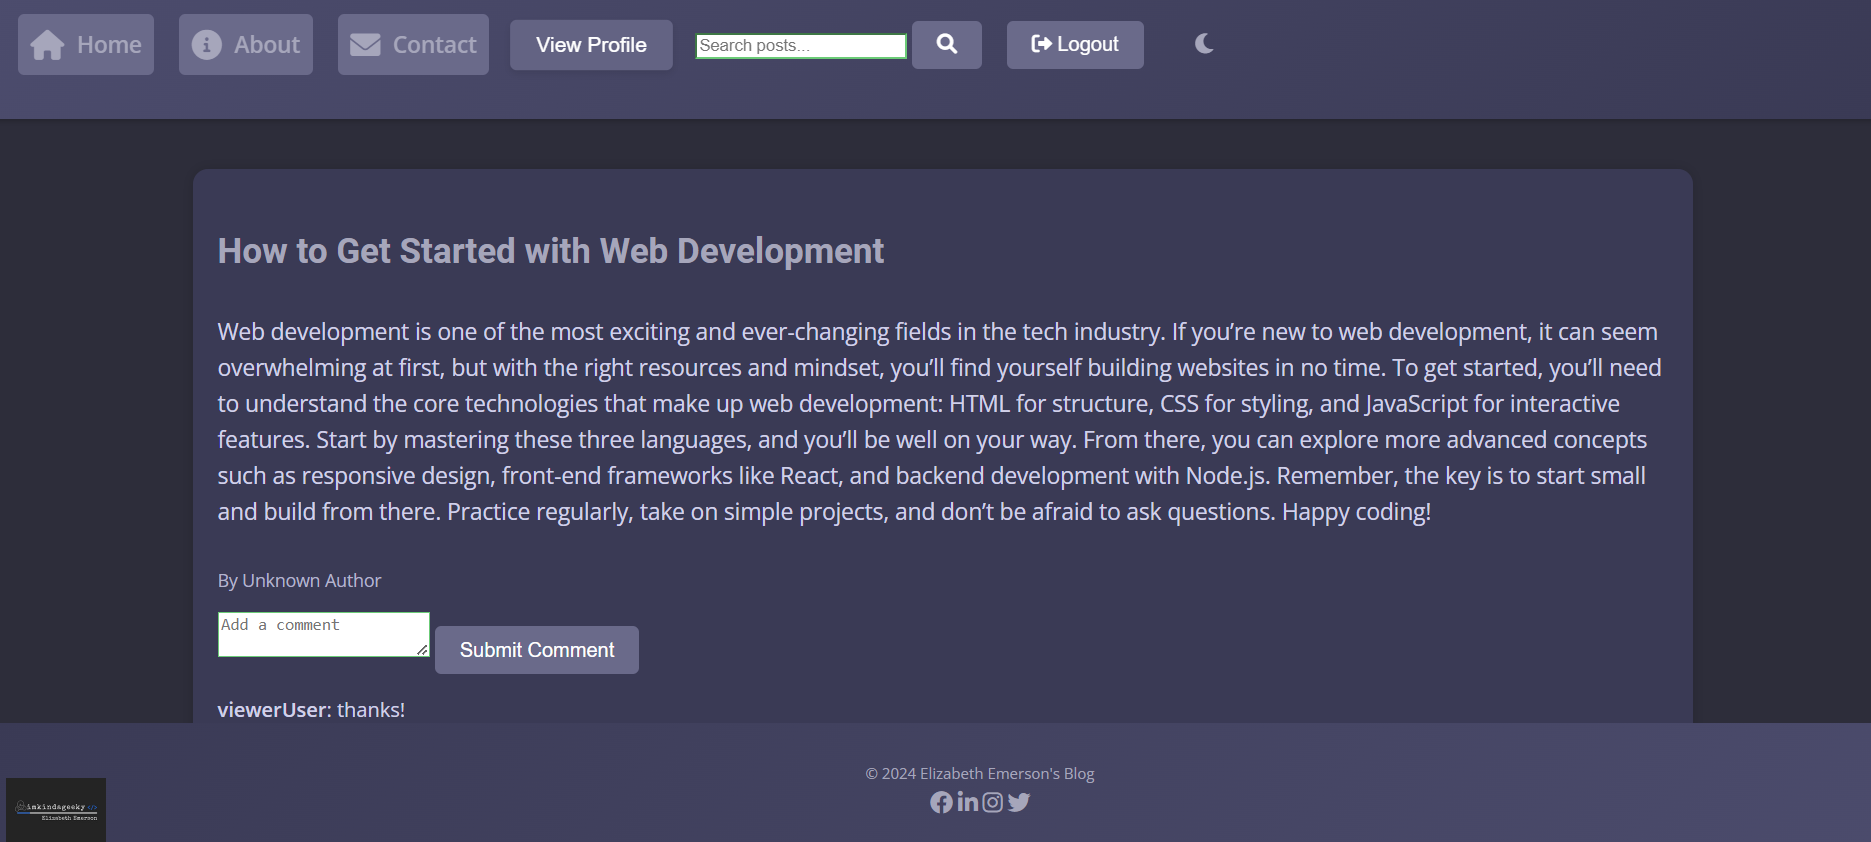 Home
About
Contact
View Profile
Search posts...
Logout
How to Get Started with Web Development
Web development is one of the most exciting and ever-changing fields in the tech industry. If you’re new to web development, it can seem
overwhelming at first, but with the right resources and mindset, you’ll find yourself building websites in no time. To get started, you’ll need
to understand the core technologies that make up web development: HTML for structure, CSS for styling, and JavaScript for interactive
features. Start by mastering these three languages, and you’ll be well on your way. From there, you can explore more advanced concepts
such as responsive design, front-end frameworks like React, and backend development with Node.js. Remember, the key is to start small
and build from there. Practice regularly, take on simple projects, and don’t be afraid to ask questions. Happy coding!
By Unknown Author
Add a comment
Submit Comment
viewerUser: thanks!
© 2024 Elizabeth Emerson's Blog
imkindageeky </>
Elizabeth Emerson